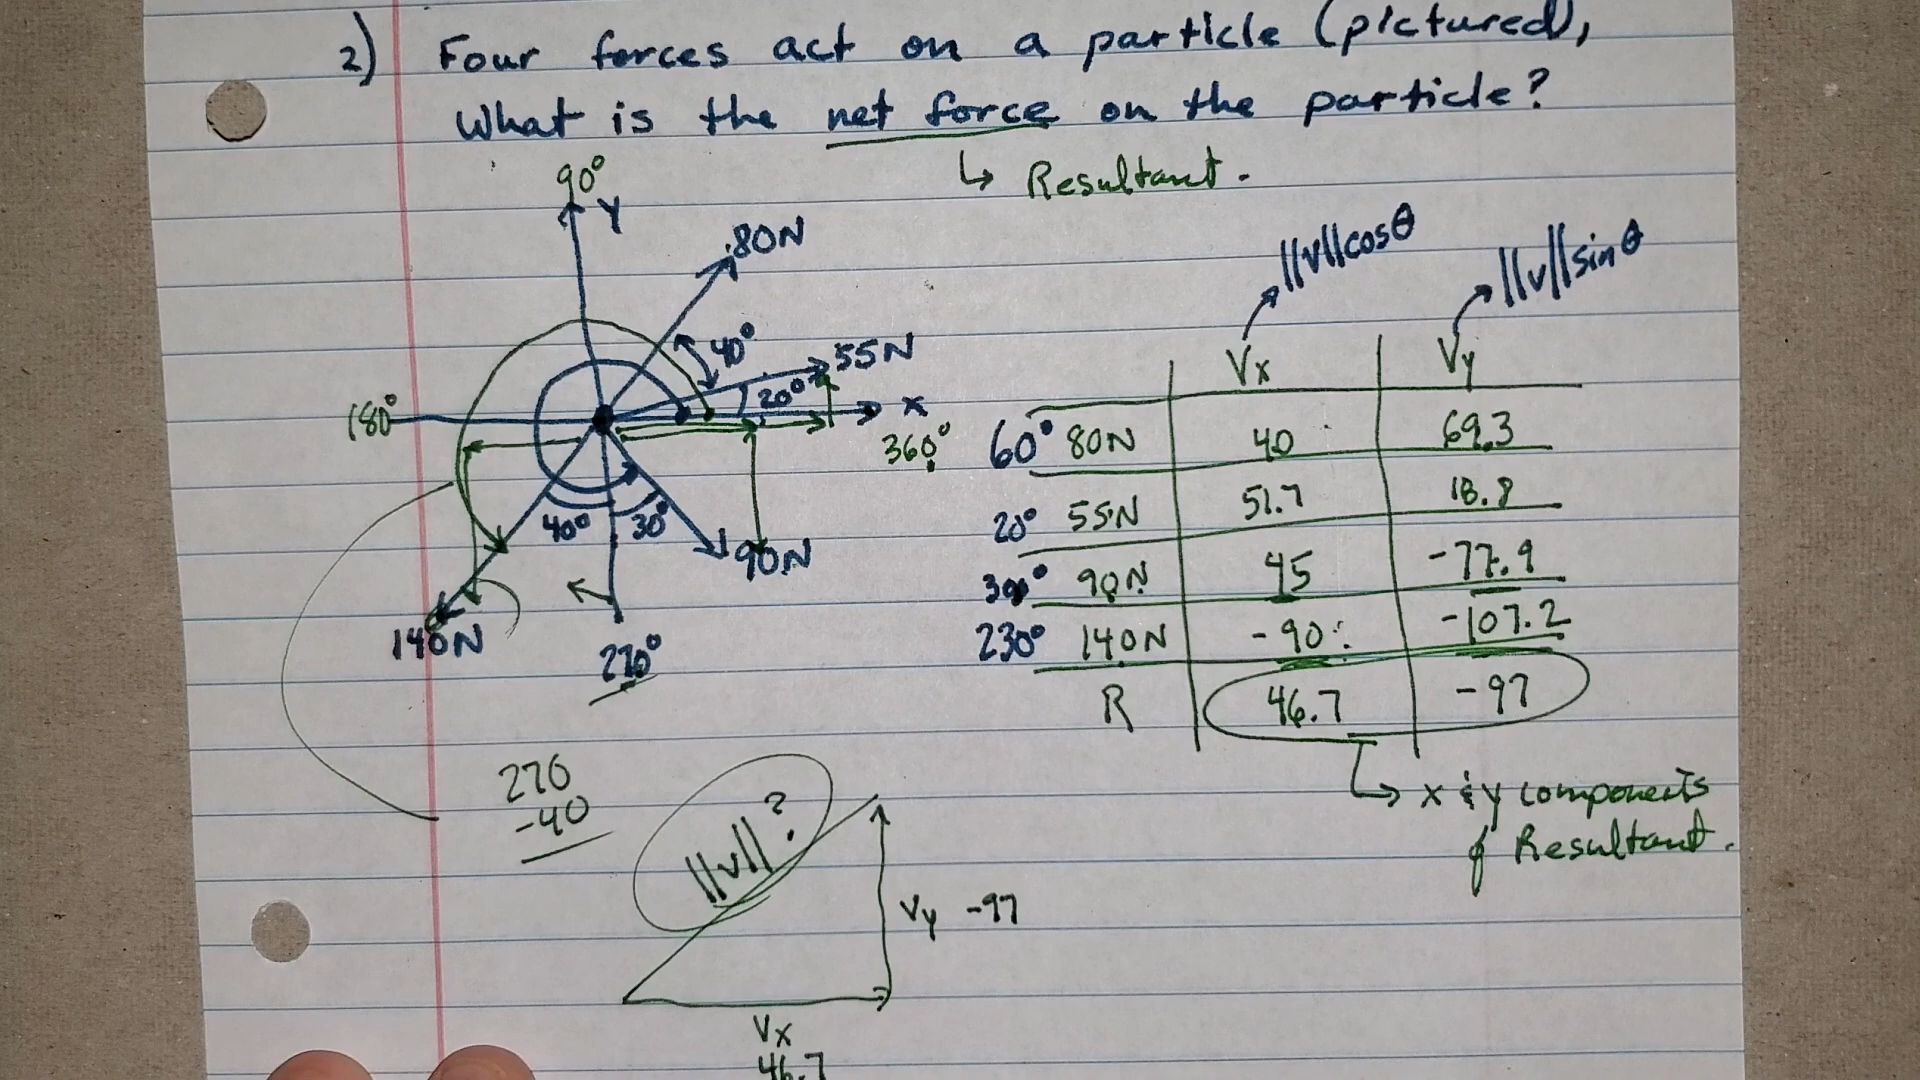 2) Four forces act on a particle (pictured),
What is the net force on the particle?
↳ Resultant.
90°
Y
80N
40°
55N
20°
x
180°
360°
40° 30°
90N
140N
270°
||v||cosθ
||v||sinθ
Vx Vy
60° 80N 40 69.3
20° 55N 51.7 18.8
300° 90N 45 -77.9
230° 140N -90 -107.2
R 46.7 -97
x & y components
of Resultant.
270
-40
||v||?
Vy -97
Vx
46.7